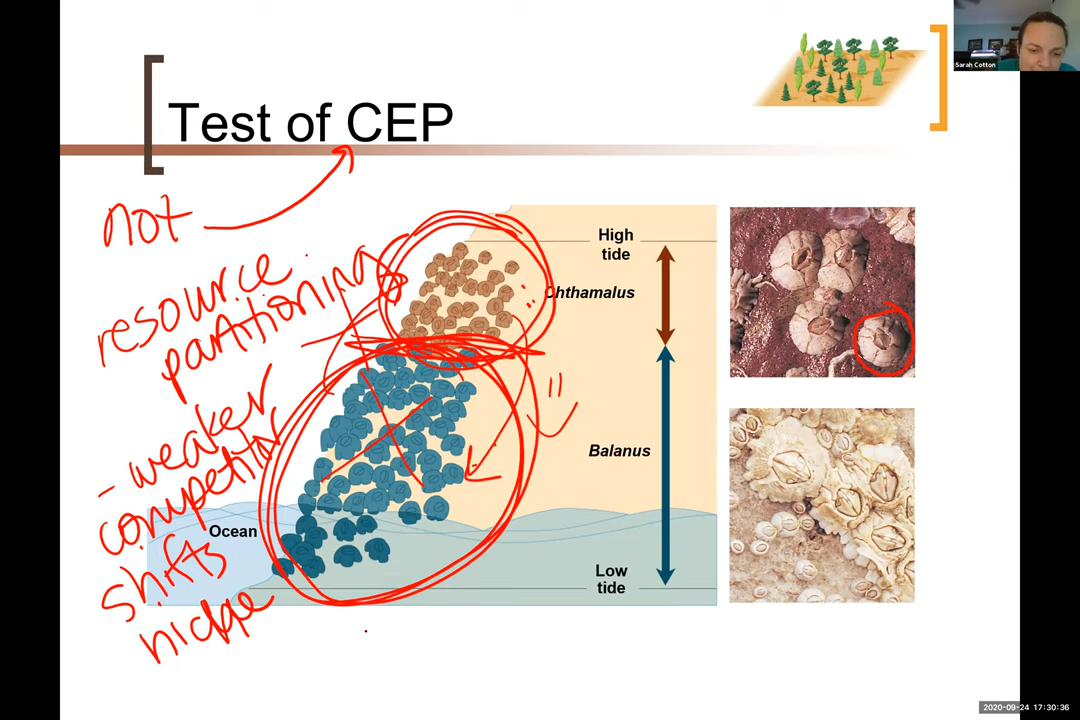 Sarah Cotton
Test of CEP
not
resource
partitioning
- weaker
competitor
shifts
niche
High
tide
Chthamalus
Balanus
Ocean
Low
tide
2020-09-24 17:30:36